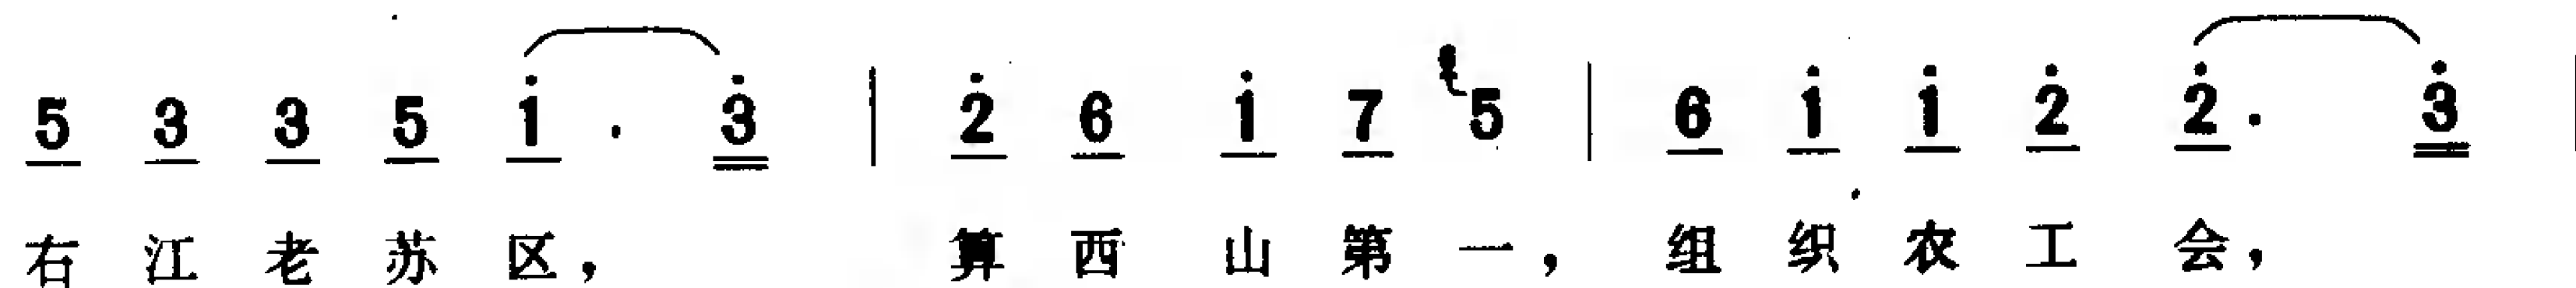 5 3 3 5 1̇ . 3̇ | 2̇ 6 1̇ 7 5 | 6 1̇ 1̇ 2̇ 2̇ . 3̇ |
右江老苏区，算西山第一，组织农工会，